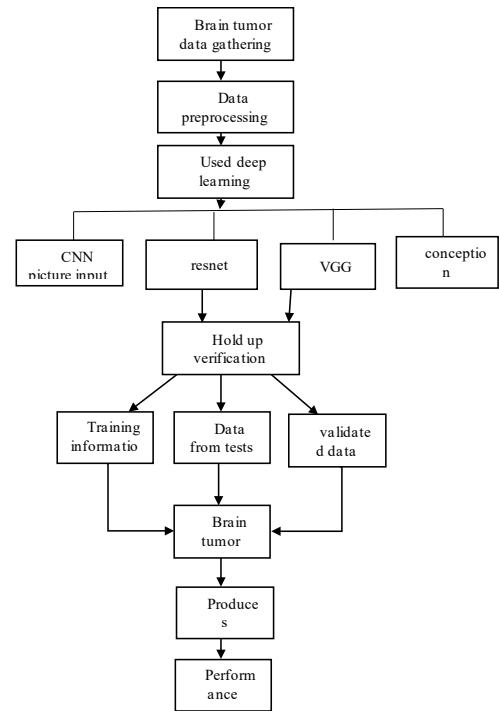 Brain tumor
data gathering
Data
preprocessing
Used deep
learning
CNN
picture input
resnet
VGG
conceptio
n
Hold up
verification
Training
informatio
Data
from tests
validate
d data
Brain
tumor
Produce
s
Perform
ance